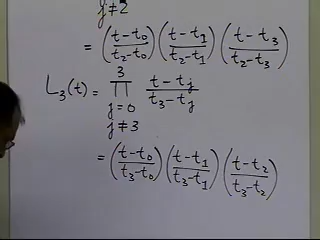 j≠2
= ((t-t₀)/(t₂-t₀)) ((t-t₁)/(t₂-t₁)) ((t-t₃)/(t₂-t₃))
L₃(t) = ∏_{j=0, j≠3}^{3} (t-tⱼ)/(t₃-tⱼ)
= ((t-t₀)/(t₃-t₀)) ((t-t₁)/(t₃-t₁)) ((t-t₂)/(t₃-t₂))